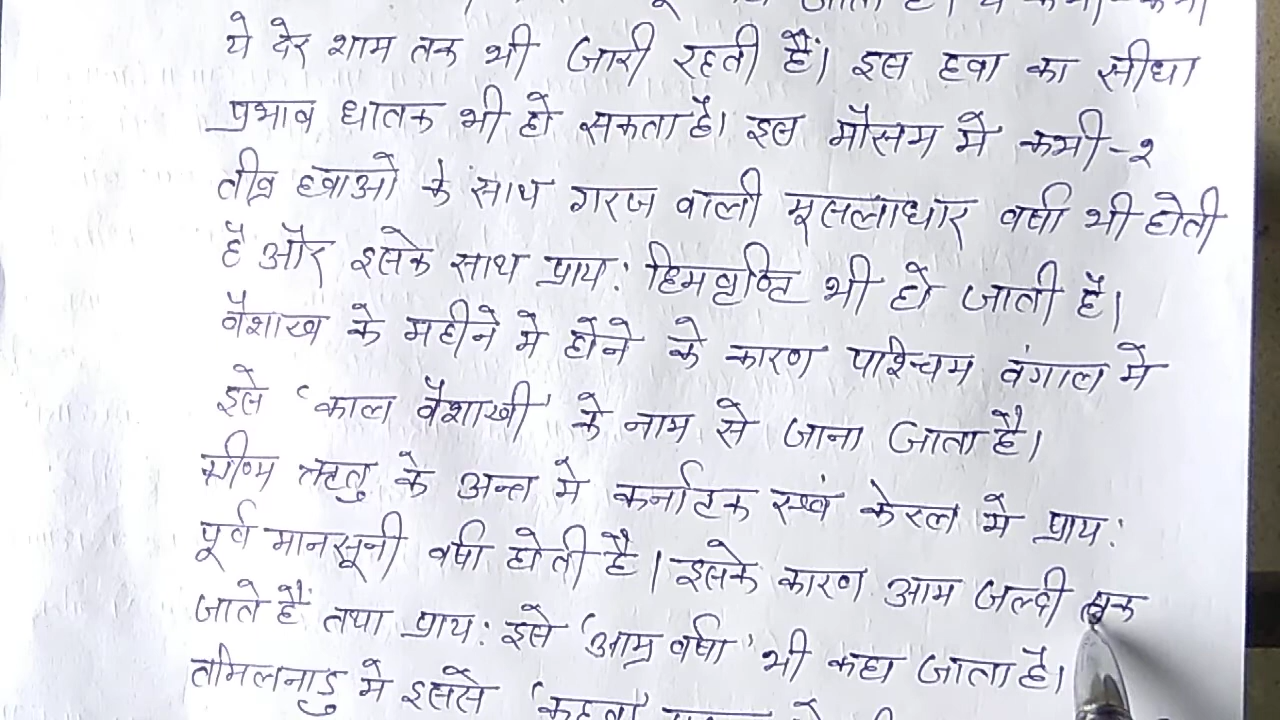 ये देर शाम तक भी जारी रहती हैं। इस हवा का सीधा
प्रभाव घातक भी हो सकता है। इस मौसम में कभी-२
तीव्र हवाओं के साथ गरज वाली मूसलाधार वर्षा भी होती
है और इसके साथ प्राय: हिमवृष्टि भी हो जाती है।
वैशाख के महीने में होने के कारण पश्चिम बंगाल में
इसे 'काल वैशाखी' के नाम से जाना जाता है।
ग्रीष्म ऋतु के अन्त में कर्नाटक एवं केरल में प्राय:
पूर्व मानसूनी वर्षा होती है। इसके कारण आम जल्दी पक
जाते हैं तथा प्राय: इसे 'आम्र वर्षा' भी कहा जाता है।
तमिलनाडु में इससे